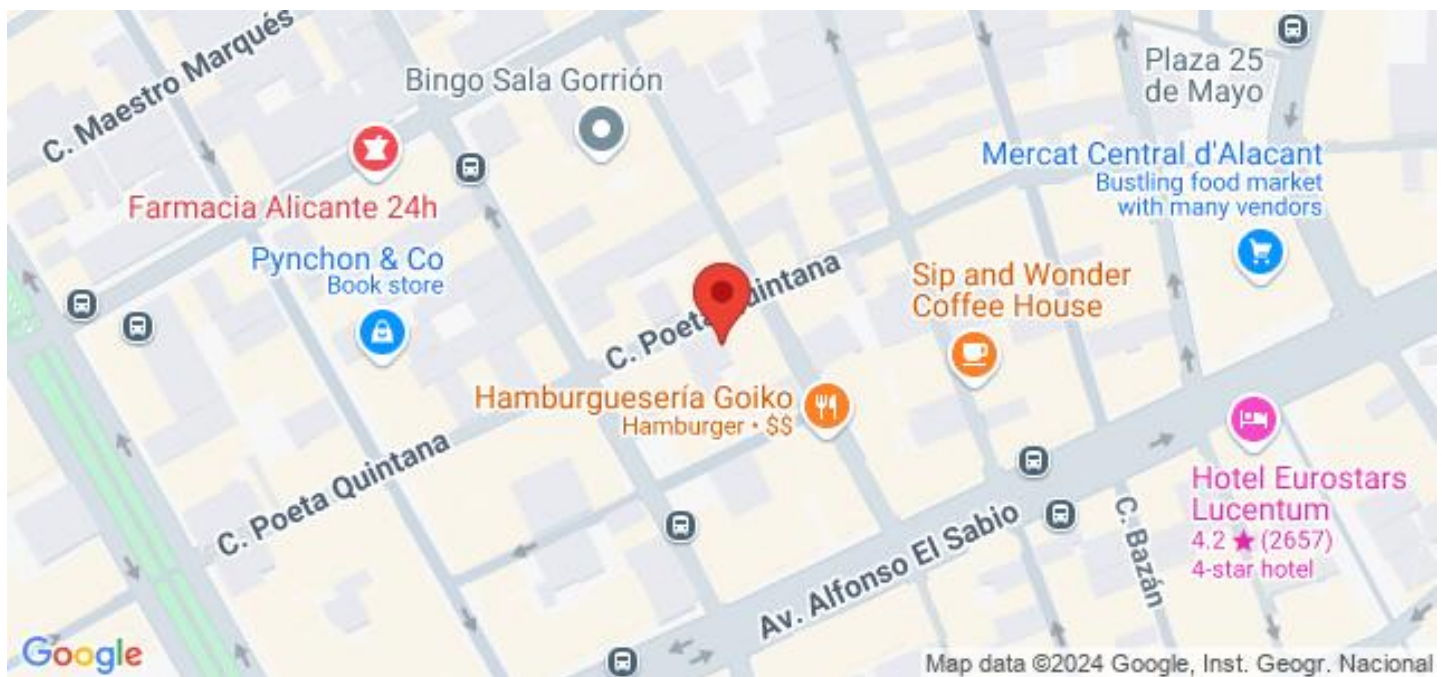 C. Maestro Marqués
Bingo Sala Gorrión
Plaza 25
de Mayo
Farmacia Alicante 24h
Mercat Central d'Alacant
Bustling food market
with many vendors
Pynchon & Co
Book store
C. Poeta Quintana
Sip and Wonder
Coffee House
Hamburguesería Goiko
Hamburger • $$
C. Poeta Quintana
Hotel Eurostars
Lucentum
4.2 ★ (2657)
4-star hotel
Av. Alfonso El Sabio
C. Bazán
Google
Map data ©2024 Google, Inst. Geogr. Nacional